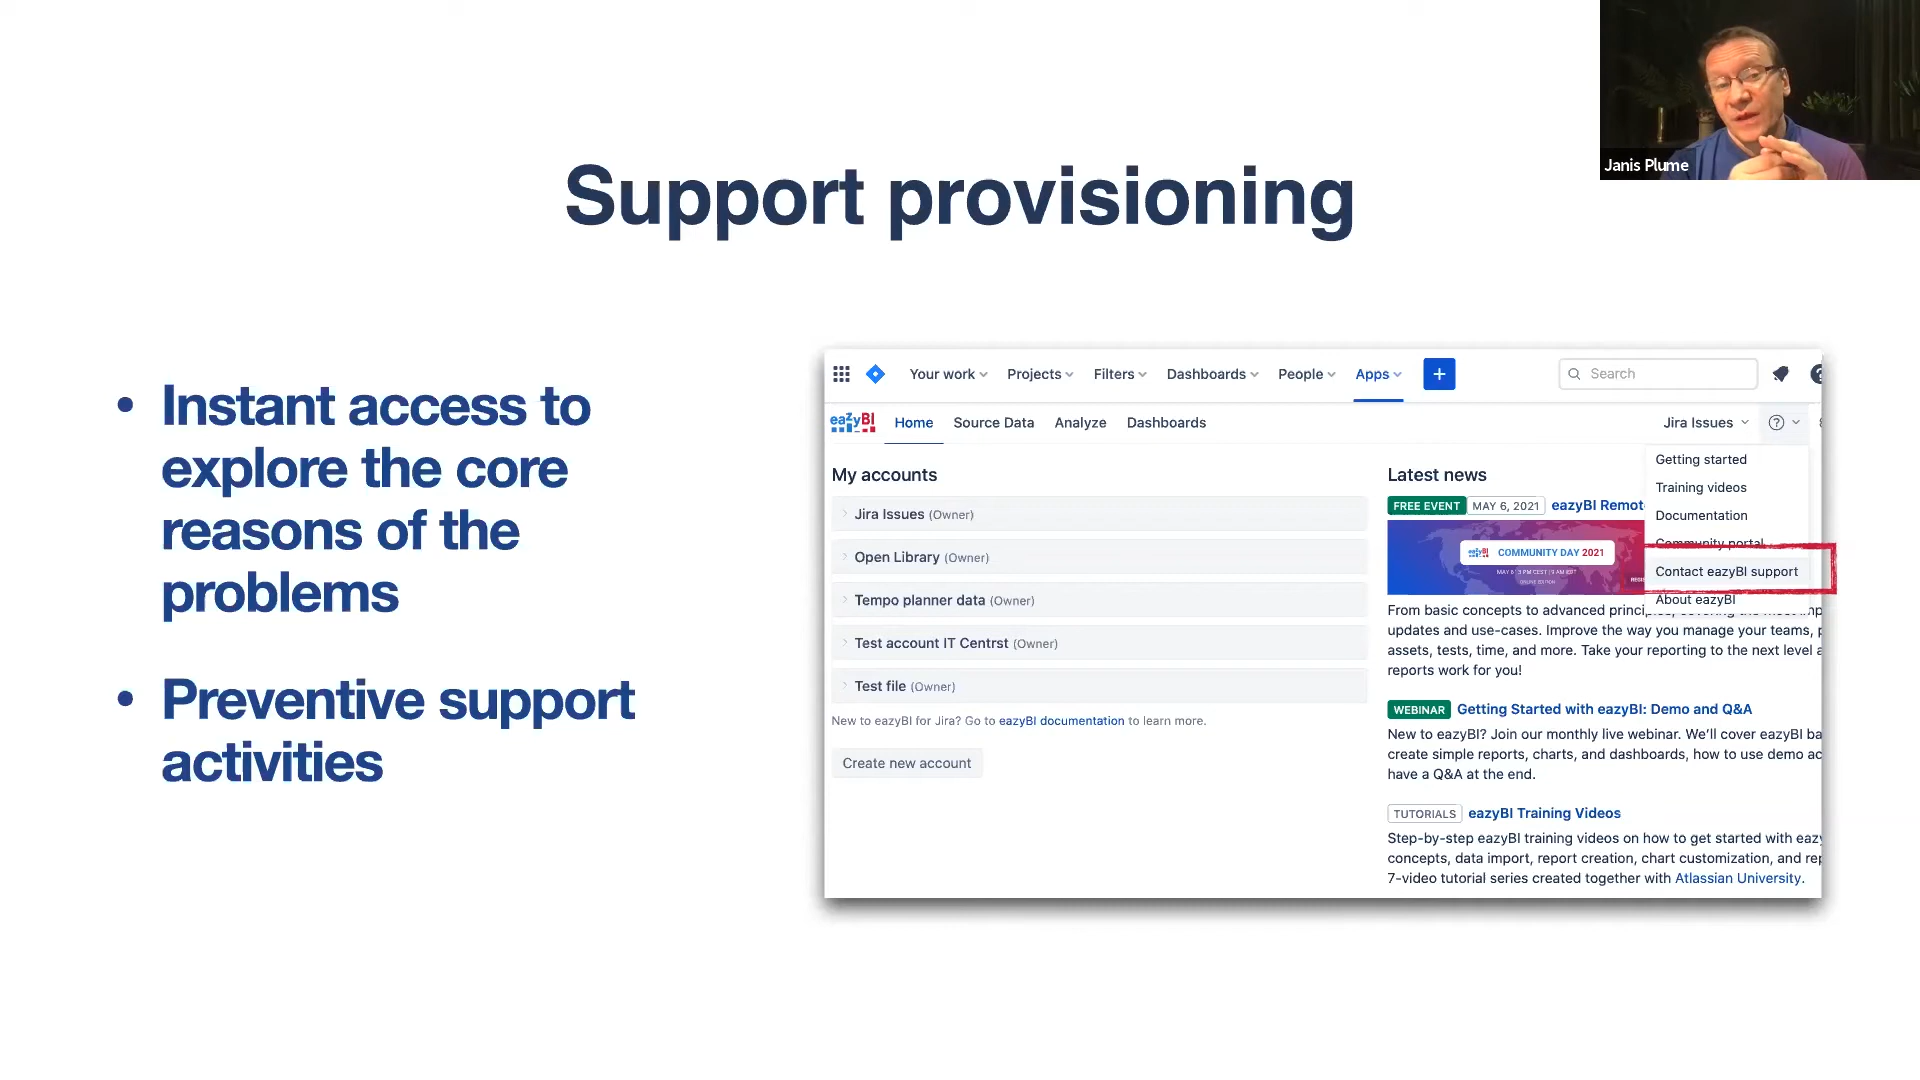 Janis Plume
Support provisioning
• Instant access to
explore the core
reasons of the
problems
• Preventive support
activities
Your work
Projects
Filters
Dashboards
People
Apps
+
Search
eazyBI
Home
Source Data
Analyze
Dashboards
Jira Issues
Getting started
Training videos
Documentation
Community portal
Contact eazyBI support
About eazyBI
My accounts
Jira Issues (Owner)
Open Library (Owner)
Tempo planner data (Owner)
Test account IT Centrst (Owner)
Test file (Owner)
New to eazyBI for Jira? Go to eazyBI documentation to learn more.
Create new account
Latest news
FREE EVENT MAY 6, 2021 eazyBI Remot
eazyBI COMMUNITY DAY 2021
From basic concepts to advanced principles, covering the most imp
updates and use-cases. Improve the way you manage your teams, p
assets, tests, time, and more. Take your reporting to the next level a
reports work for you!
WEBINAR Getting Started with eazyBI: Demo and Q&A
New to eazyBI? Join our monthly live webinar. We'll cover eazyBI ba
create simple reports, charts, and dashboards, how to use demo ac
have a Q&A at the end.
TUTORIALS eazyBI Training Videos
Step-by-step eazyBI training videos on how to get started with eazy
concepts, data import, report creation, chart customization, and rep
7-video tutorial series created together with Atlassian University.